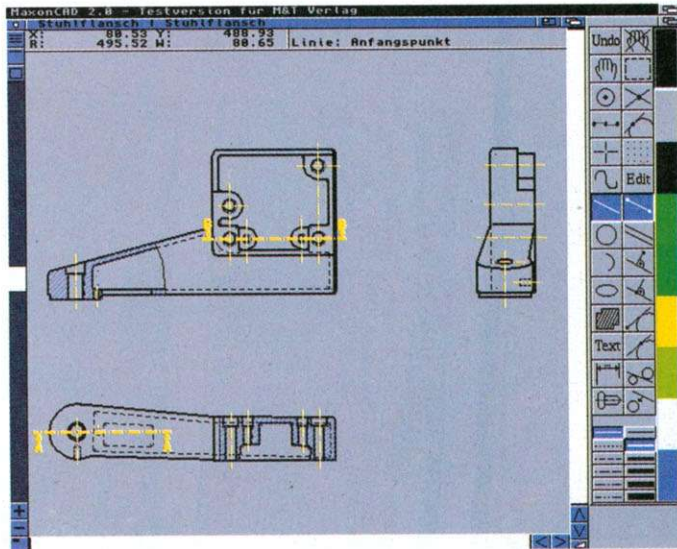 MaxonCAD 2.0 - Testversion für M&T Verlag
Stuhlflansch | Stuhlflansch
X: 80.53 Y: 488.93
R: 495.52 W: 80.65 Linie: Anfangspunkt
Undo
Edit
Text